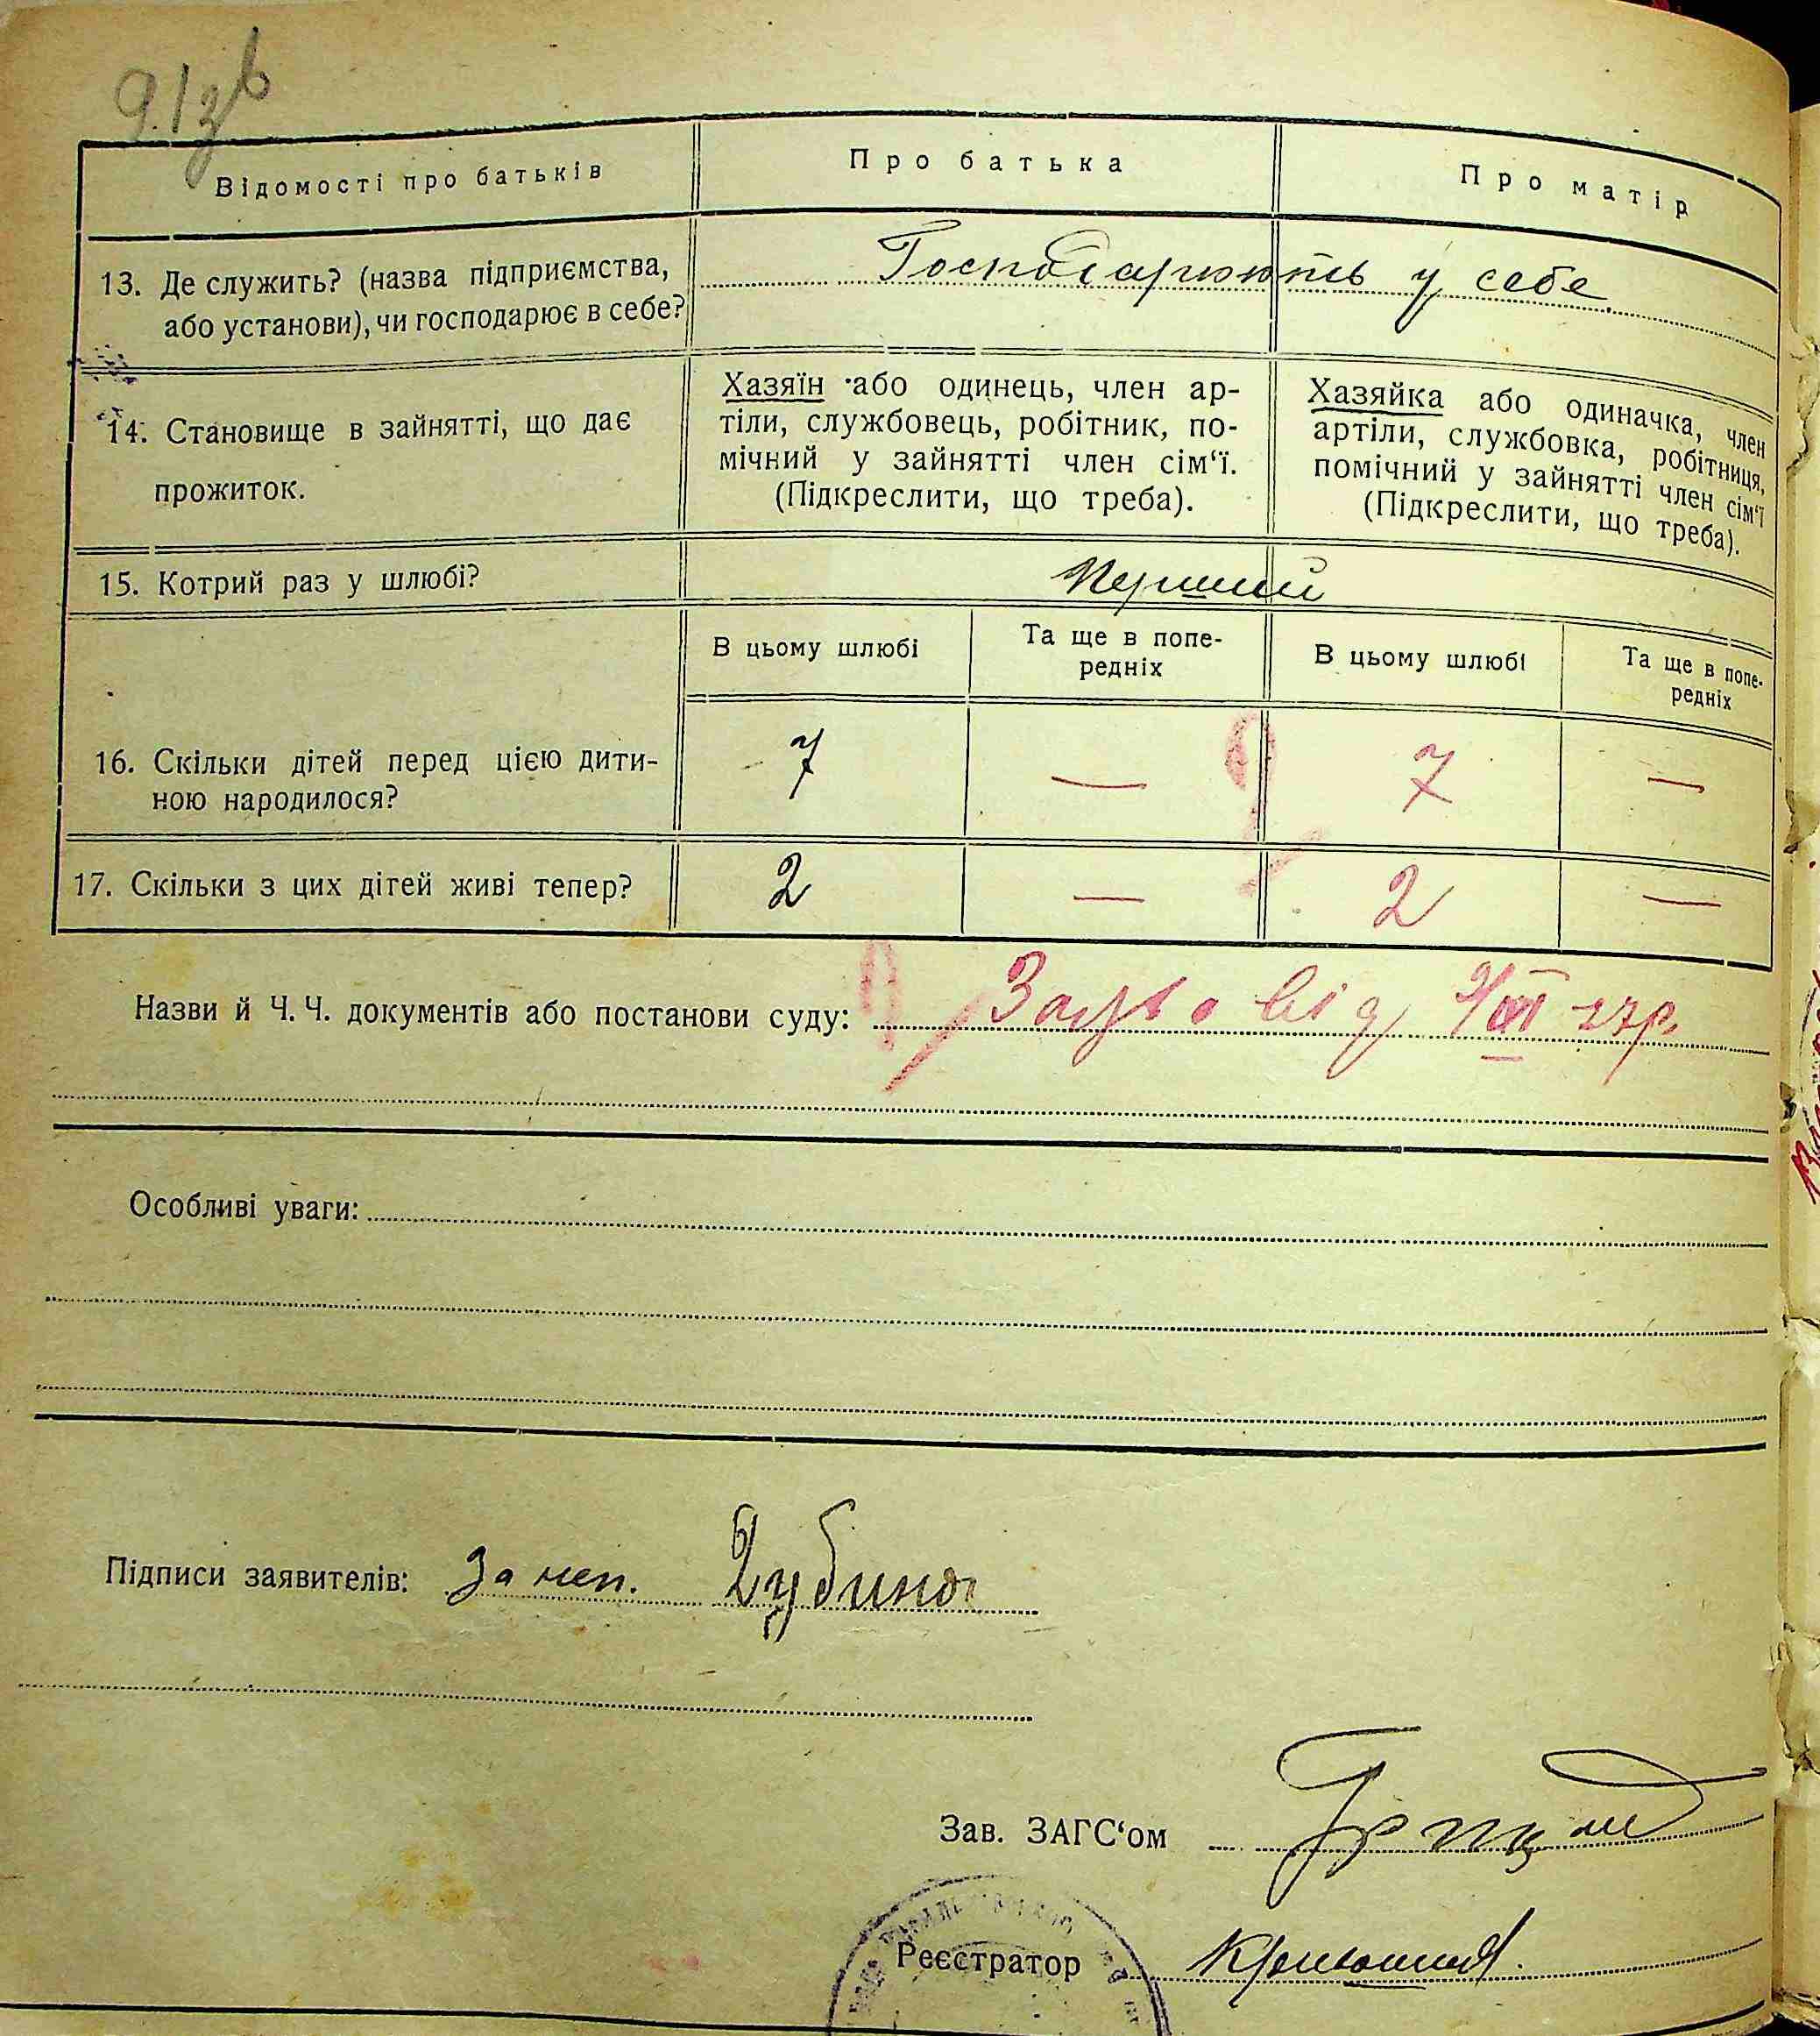 Відомості про батьків
Про батька
Про матір
13. Де служить? (назва підприємства,
або установи), чи господарює в себе?
Господарюють у себе
14. Становище в зайнятті, що дає
прожиток.
Хазяїн або одинець, член ар-
тіли, службовець, робітник, по-
мічний у зайнятті член сім‘ї.
(Підкреслити, що треба).
Хазяйка або одиначка, член
артіли, службовка, робітниця,
помічний у зайнятті член сім‘ї
(Підкреслити, що треба).
15. Котрий раз у шлюбі?
Перший
В цьому шлюбі
Та ще в попе-
редніх
В цьому шлюбі
Та ще в попе-
редніх
16. Скільки дітей перед цією дити-
ною народилося?
7 — 7 —
17. Скільки з цих дітей живі тепер?
2 — 2 —
Назви й Ч. Ч. документів або постанови суду: від 27р.
Особливі уваги:
Підписи заявителів: За неп. Дубина
Зав. ЗАГС‘ом
Реєстратор